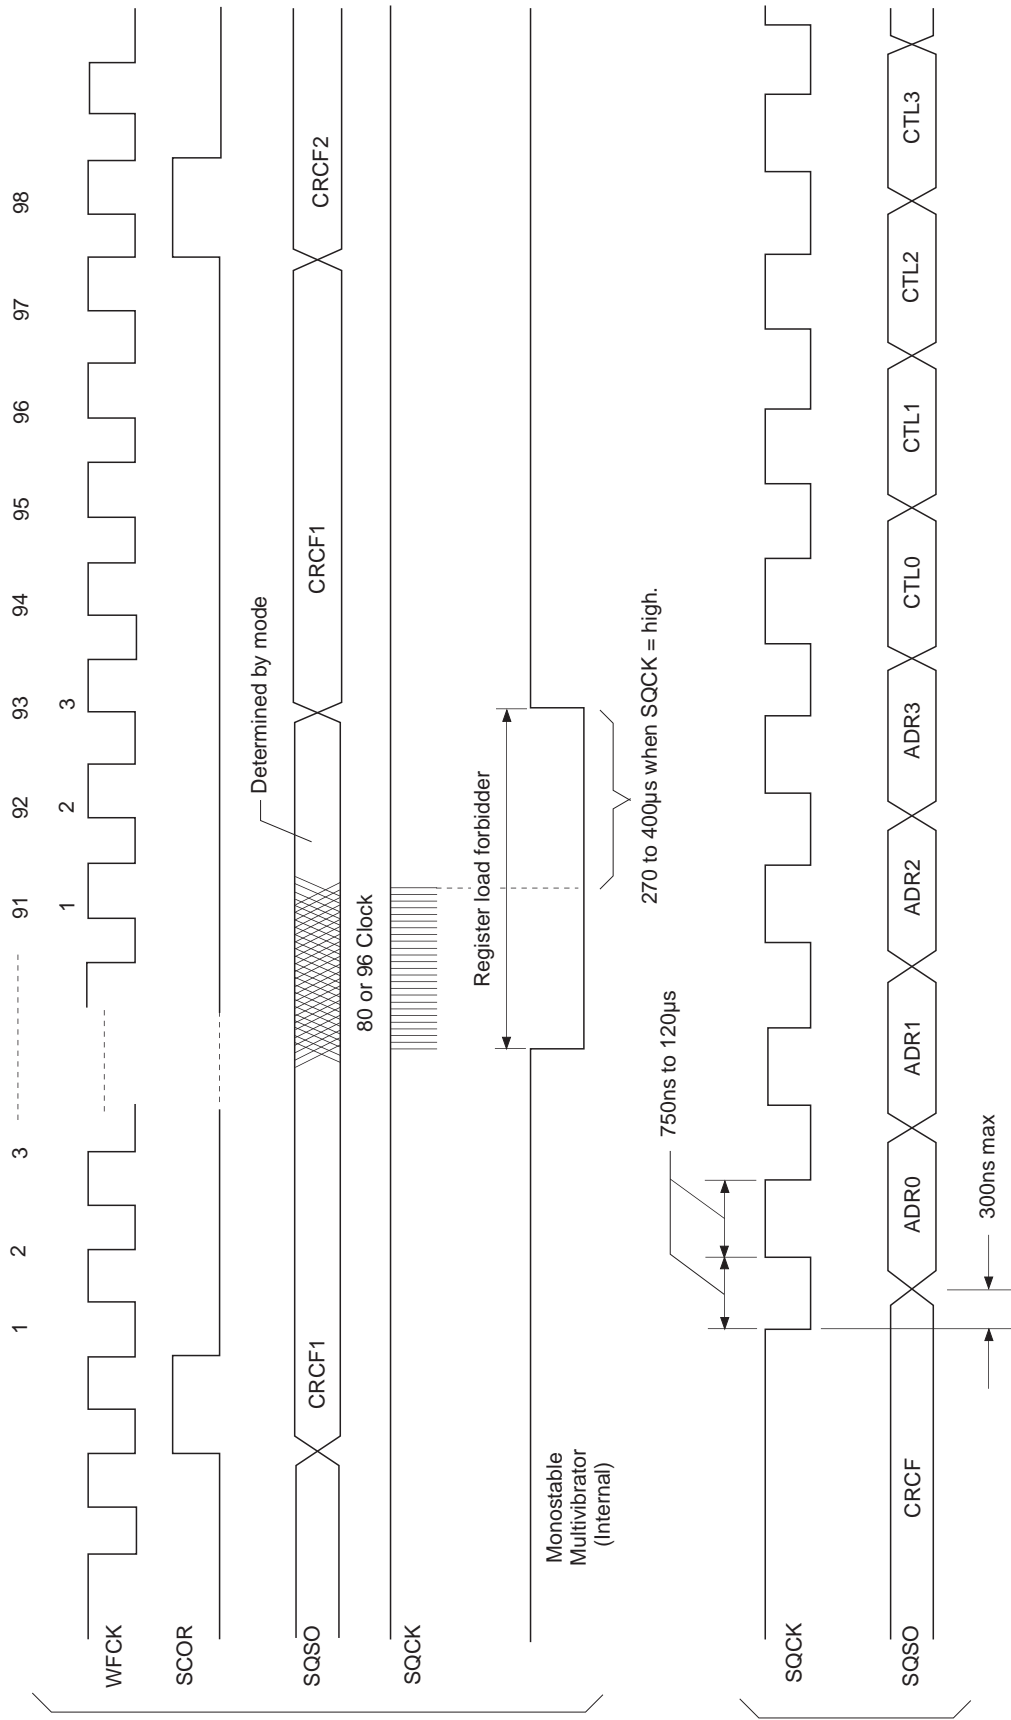 1 2 3 91 92 93 94 95 96 97 98
1 2 3
WFCK
SCOR
Determined by mode
SQSO
CRCF1 CRCF1 CRCF2
80 or 96 Clock
SQCK
Register load forbidder
Monostable
Multivibrator
(Internal)
270 to 400µs when SQCK = high.
750ns to 120µs
SQCK
SQSO
CRCF ADR0 ADR1 ADR2 ADR3 CTL0 CTL1 CTL2 CTL3
300ns max